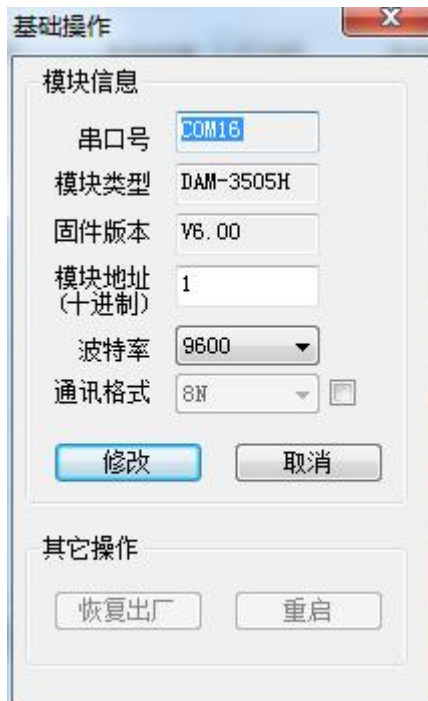 基础操作
模块信息
串口号 COM16
模块类型 DAM-3505H
固件版本 V6.00
模块地址 1
(十进制)
波特率 9600
通讯格式 8N
修改 取消
其它操作
恢复出厂 重启